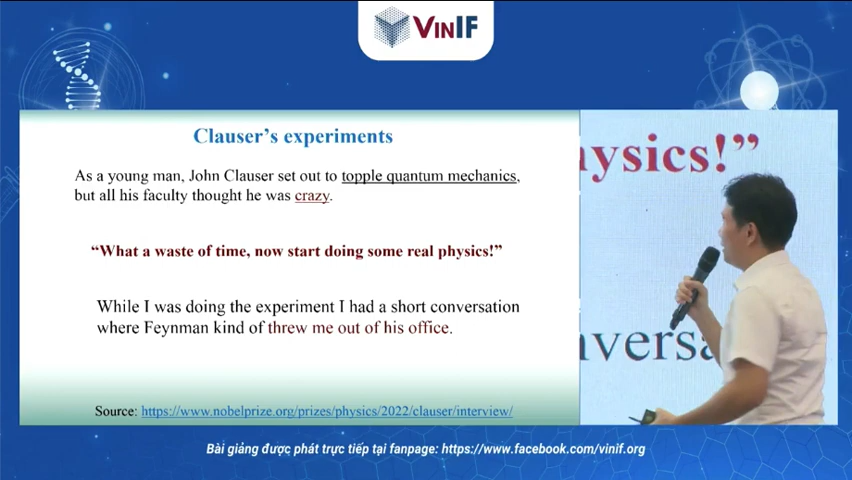 VINIF
Clauser's experiments
As a young man, John Clauser set out to topple quantum mechanics,
but all his faculty thought he was crazy.
“What a waste of time, now start doing some real physics!”
While I was doing the experiment I had a short conversation
where Feynman kind of threw me out of his office.
Source: https://www.nobelprize.org/prizes/physics/2022/clauser/interview/
ysics!”
versa
Bài giảng được phát trực tiếp tại fanpage: https://www.facebook.com/vinif.org